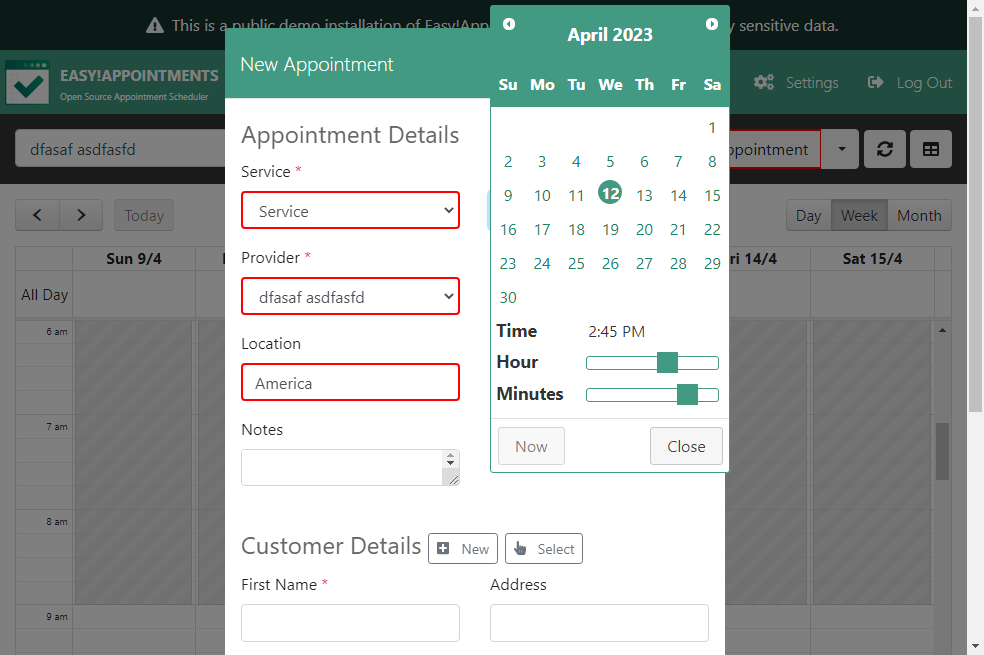 This is a public demo installation of Easy!App
y sensitive data.
EASY!APPOINTMENTS
Open Source Appointment Scheduler
Settings
Log Out
dfasaf asdfasfd
ppointment
Today
Day
Week
Month
Sun 9/4
ri 14/4
Sat 15/4
All Day
6 am
7 am
8 am
9 am
New Appointment
Appointment Details
Service *
Service
Provider *
dfasaf asdfasfd
Location
America
Notes
April 2023
Su Mo Tu We Th Fr Sa
1
2 3 4 5 6 7 8
9 10 11 12 13 14 15
16 17 18 19 20 21 22
23 24 25 26 27 28 29
30
Time 2:45 PM
Hour
Minutes
Now Close
Customer Details New Select
First Name *
Address